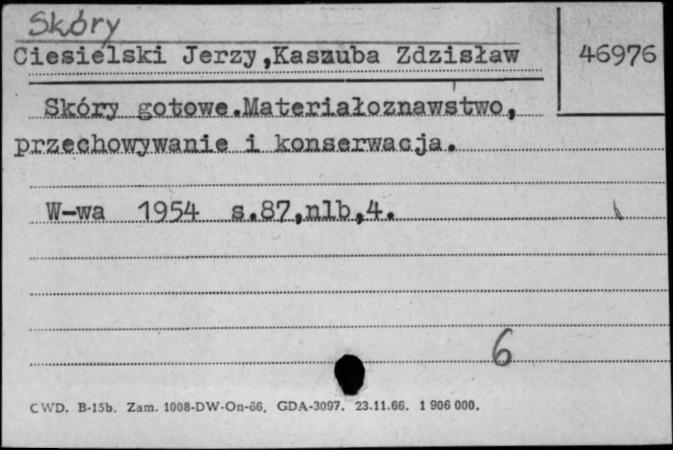 Skóry
Ciesielski Jerzy,Kaszuba Zdzisław
46976
Skóry gotowe.Materiałoznawstwo,
przechowywanie i konserwacja.
W-wa 1954 s.87,nlb,4.
6
CWD. B-15b. Zam. 1008-DW-On-66. GDA-3097. 23.11.66. 1 906 000.